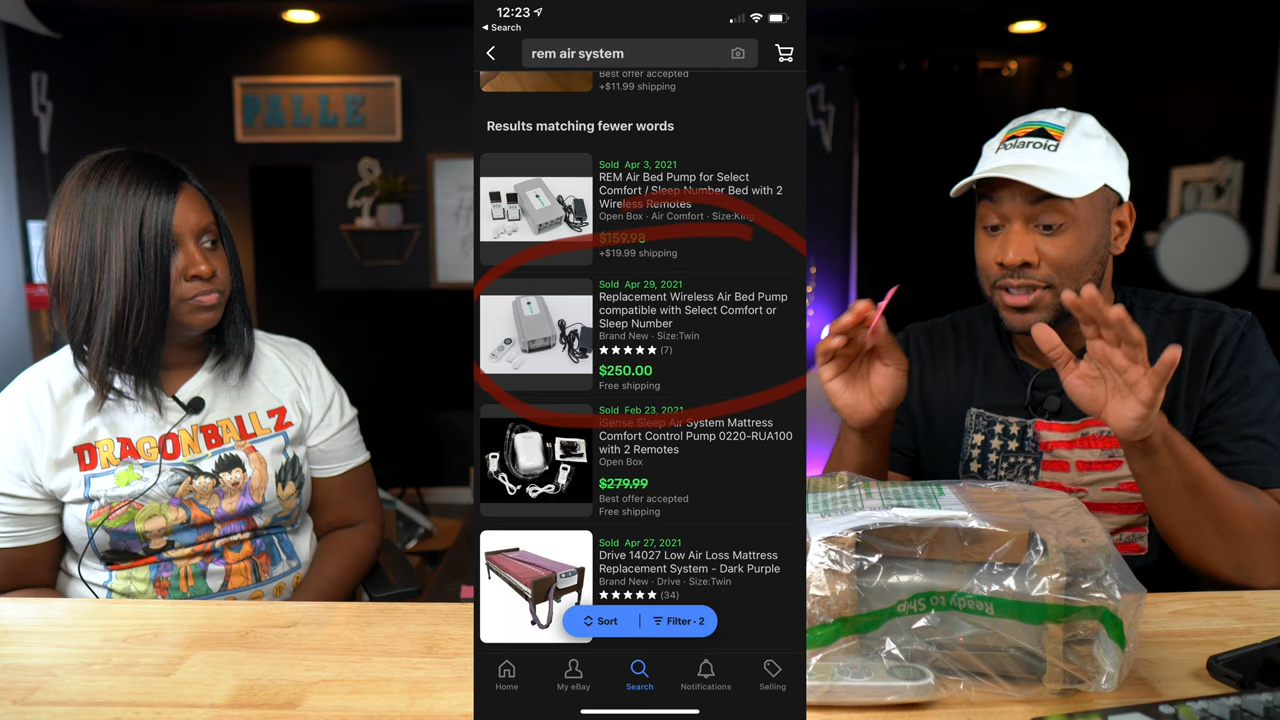 PALLE
DRAGONBALLZ
12:23
Search
rem air system
Best offer accepted
+$11.99 shipping
Results matching fewer words
Sold Apr 3, 2021
REM Air Bed Pump for Select
Comfort / Sleep Number Bed with 2
Wireless Remotes
Open Box · Air Comfort · Size:King
$159.98
+$19.99 shipping
Sold Apr 29, 2021
Replacement Wireless Air Bed Pump
compatible with Select Comfort or
Sleep Number
Brand New · Size:Twin
(7)
$250.00
Free shipping
Sold Feb 23, 2021
iSense Sleep Air System Mattress
Comfort Control Pump 0220-RUA100
with 2 Remotes
Open Box
$279.99
Best offer accepted
Free shipping
Sold Apr 27, 2021
Drive 14027 Low Air Loss Mattress
Replacement System - Dark Purple
Brand New · Drive · Size:Twin
(34)
Sort
Filter · 2
Home
My eBay
Search
Notifications
Selling
Polaroid
Ready to Ship